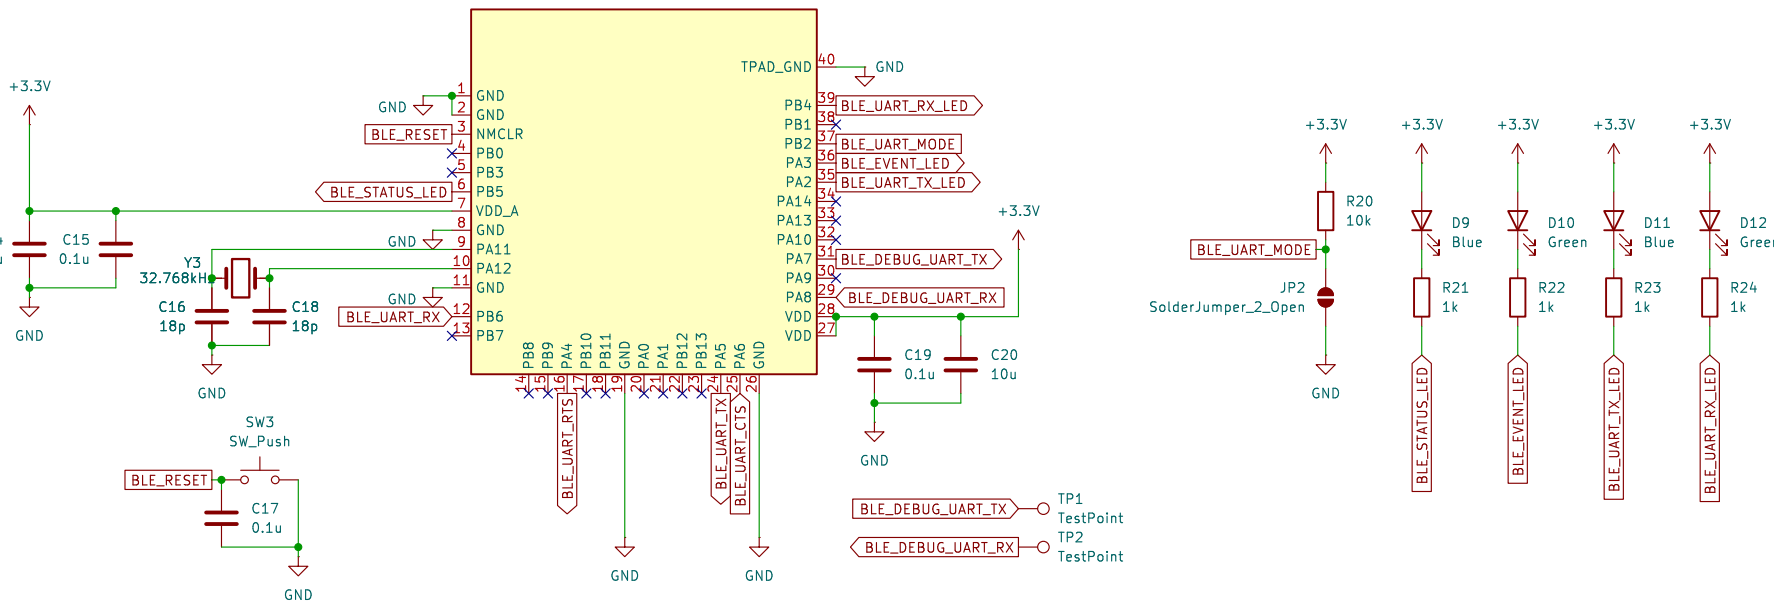 +3.3V
GND
C15
0.1u
Y3
32.768kHz
C16
18p
C18
18p
GND
GND
GND
GND
BLE_RESET
BLE_STATUS_LED
BLE_UART_RX
1
2
3
4
5
6
7
8
9
10
11
12
13
GND
GND
NMCLR
PB0
PB3
PB5
VDD_A
GND
PA11
PA12
GND
PB6
PB7
PB8
PB9
PA4
PB10
PB11
GND
PA0
PA1
PB12
PB13
PA5
PA6
GND
14
15
16
17
18
19
20
21
22
23
24
25
26
BLE_UART_RTS
BLE_UART_TX
BLE_UART_CTS
GND
GND
TPAD_GND
PB4
PB1
PB2
PA3
PA2
PA14
PA13
PA10
PA7
PA9
PA8
VDD
VDD
40
39
38
37
36
35
34
33
32
31
30
29
28
27
GND
BLE_UART_RX_LED
BLE_UART_MODE
BLE_EVENT_LED
BLE_UART_TX_LED
BLE_DEBUG_UART_TX
BLE_DEBUG_UART_RX
+3.3V
C19
0.1u
C20
10u
GND
SW3
SW_Push
BLE_RESET
C17
0.1u
GND
BLE_DEBUG_UART_TX
TP1
TestPoint
BLE_DEBUG_UART_RX
TP2
TestPoint
+3.3V
R20
10k
BLE_UART_MODE
JP2
SolderJumper_2_Open
GND
+3.3V
D9
Blue
R21
1k
BLE_STATUS_LED
+3.3V
D10
Green
R22
1k
BLE_EVENT_LED
+3.3V
D11
Blue
R23
1k
BLE_UART_TX_LED
+3.3V
D12
R24
1k
BLE_UART_RX_LED